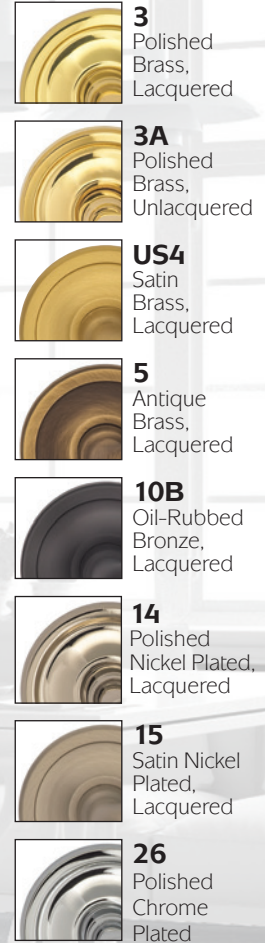 3
Polished
Brass,
Lacquered
3A
Polished
Brass,
Unlacquered
US4
Satin
Brass,
Lacquered
5
Antique
Brass,
Lacquered
10B
Oil-Rubbed
Bronze,
Lacquered
14
Polished
Nickel Plated,
Lacquered
15
Satin Nickel
Plated,
Lacquered
26
Polished
Chrome
Plated